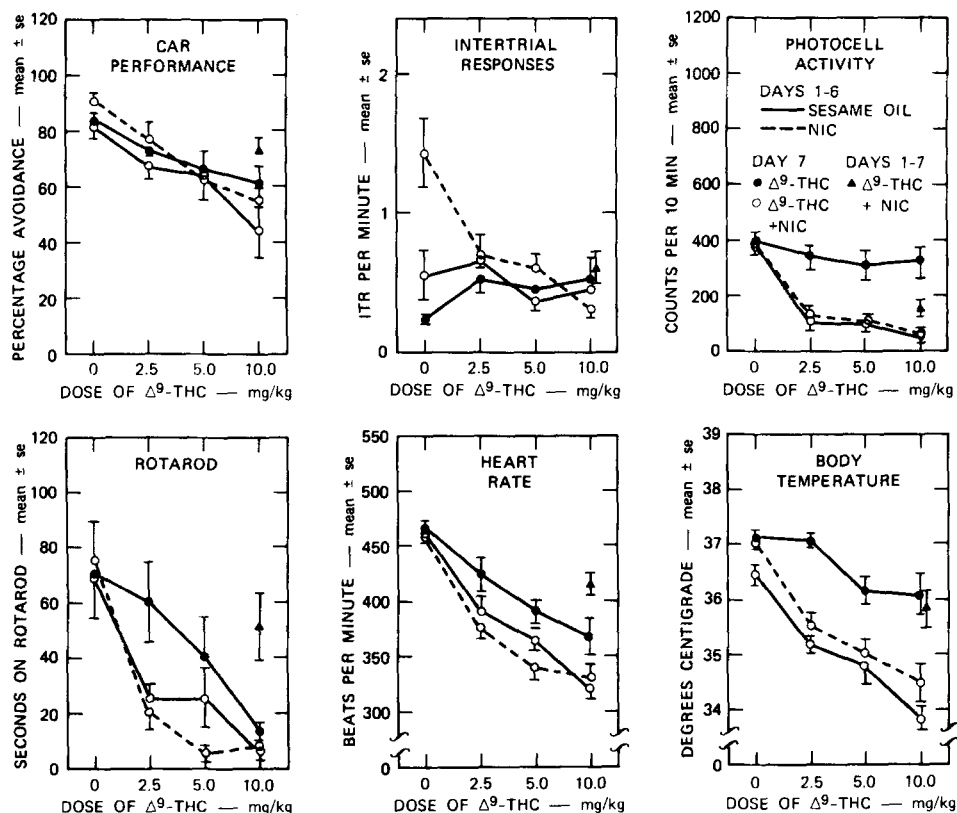 CAR
PERFORMANCE
PERCENTAGE AVOIDANCE — mean ± se
120
100
80
60
40
20
0
0 2.5 5.0 10.0
DOSE OF Δ⁹-THC — mg/kg
INTERTRIAL
RESPONSES
ITR PER MINUTE — mean ± se
2
1
0
0 2.5 5.0 10.0
DOSE OF Δ⁹-THC — mg/kg
PHOTOCELL
ACTIVITY
DAYS 1-6
SESAME OIL
NIC
DAY 7 DAYS 1-7
● Δ⁹-THC ▲ Δ⁹-THC
○ Δ⁹-THC + NIC
+NIC
COUNTS PER 10 MIN — mean ± se
1200
1000
800
600
400
200
0
0 2.5 5.0 10.0
DOSE OF Δ⁹-THC — mg/kg
ROTAROD
SECONDS ON ROTAROD — mean ± se
120
100
80
60
40
20
0
0 2.5 5.0 10.0
DOSE OF Δ⁹-THC — mg/kg
HEART
RATE
BEATS PER MINUTE — mean ± se
550
500
450
400
350
300
0
0 2.5 5.0 10.0
DOSE OF Δ⁹-THC — mg/kg
BODY
TEMPERATURE
DEGREES CENTIGRADE — mean ± se
39
38
37
36
35
34
0
0 2.5 5.0 10.0
DOSE OF Δ⁹-THC — mg/kg